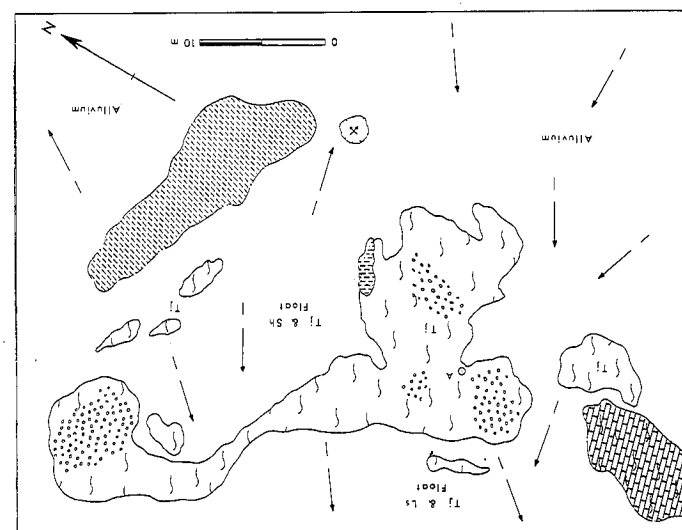 Tj & Ls
Float
A
Tj
Tj
Tj & Sh
Float
Tj
Alluvium
Alluvium
x
0
10 m
N